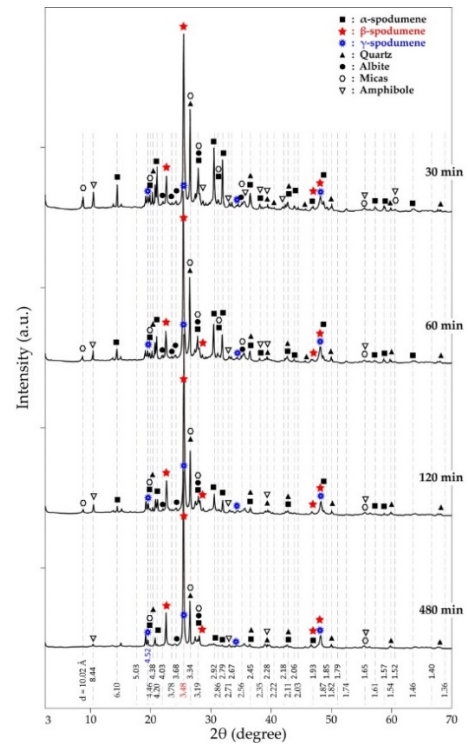 ■ : α-spodumene
★ : β-spodumene
✹ : γ-spodumene
▲ : Quartz
● : Albite
○ : Micas
▽ : Amphibole
30 min
60 min
120 min
480 min
Intensity (a.u.)
d = 10.02 Å
8.44
6.10
5.03
4.52
4.46
4.38
4.20
4.03
3.78
3.68
3.48
3.34
3.19
2.92
2.86
2.79
2.71
2.67
2.56
2.45
2.35
2.28
2.22
2.18
2.11
2.06
2.03
1.93
1.87
1.85
1.82
1.79
1.74
1.65
1.61
1.57
1.54
1.52
1.46
1.40
1.36
3 10 20 30 40 50 60 70
2θ (degree)